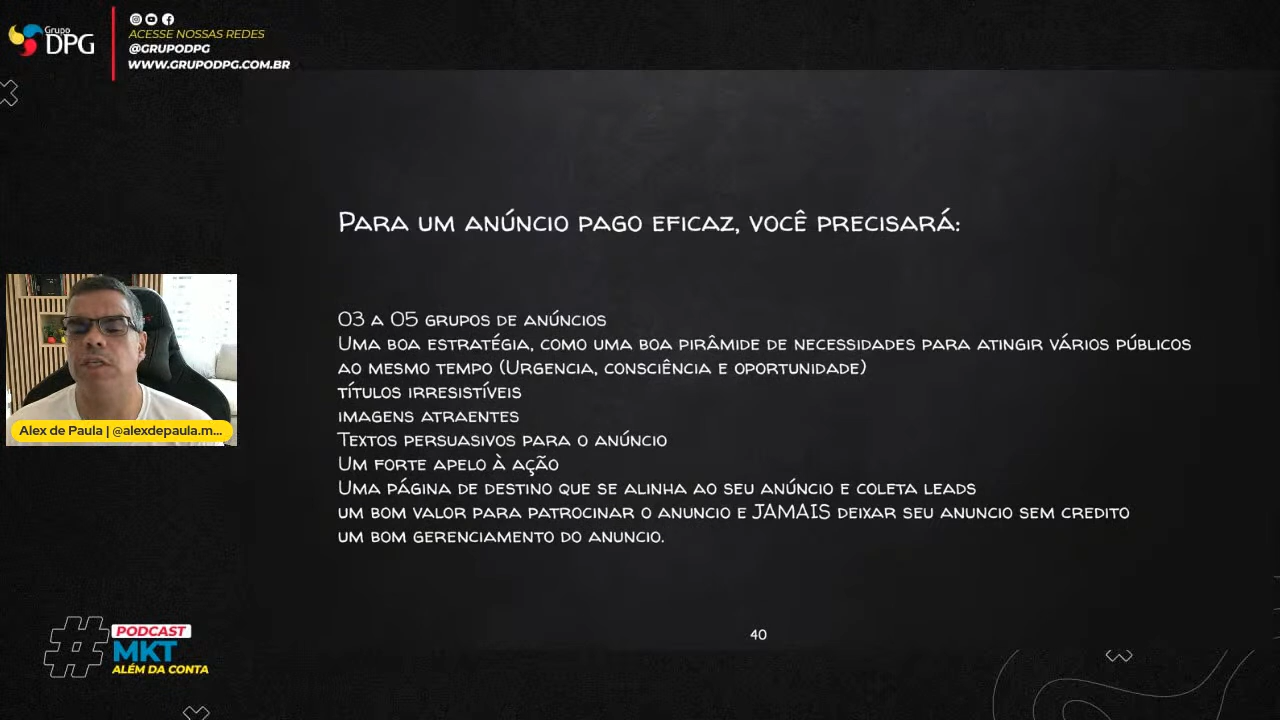 Grupo
DPG
ACESSE NOSSAS REDES
@GRUPODPG
WWW.GRUPODPG.COM.BR
PARA UM ANÚNCIO PAGO EFICAZ, VOCÊ PRECISARÁ:
03 A 05 GRUPOS DE ANÚNCIOS
UMA BOA ESTRATÉGIA, COMO UMA BOA PIRÂMIDE DE NECESSIDADES PARA ATINGIR VÁRIOS PÚBLICOS
AO MESMO TEMPO (URGENCIA, CONSCIÊNCIA E OPORTUNIDADE)
TÍTULOS IRRESISTÍVEIS
IMAGENS ATRAENTES
TEXTOS PERSUASIVOS PARA O ANÚNCIO
UM FORTE APELO À AÇÃO
UMA PÁGINA DE DESTINO QUE SE ALINHA AO SEU ANÚNCIO E COLETA LEADS
UM BOM VALOR PARA PATROCINAR O ANUNCIO E JAMAIS DEIXAR SEU ANUNCIO SEM CREDITO
UM BOM GERENCIAMENTO DO ANUNCIO.
Alex de Paula | @alexdepaula.m...
#
PODCAST
MKT
ALÉM DA CONTA
40